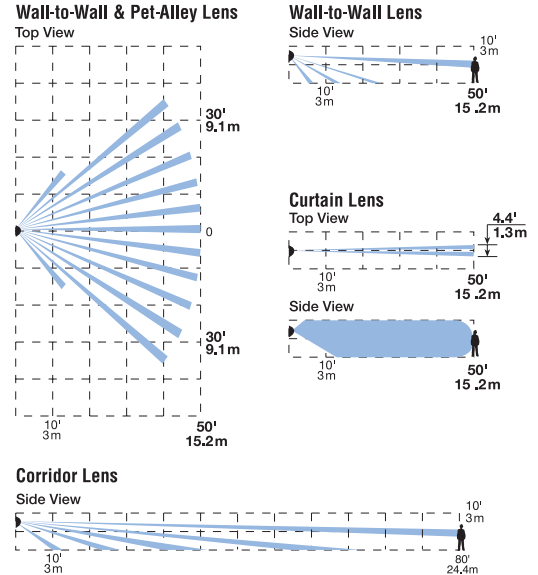 Wall-to-Wall & Pet-Alley Lens
Top View
30'
9.1m
0
30'
9.1m
10'
3m
50'
15.2m
Wall-to-Wall Lens
Side View
10'
3m
10'
3m
50'
15.2m
Curtain Lens
Top View
4.4'
1.3m
10'
3m
50'
15.2m
Side View
10'
3m
50'
15.2m
Corridor Lens
Side View
10'
3m
10'
3m
80'
24.4m